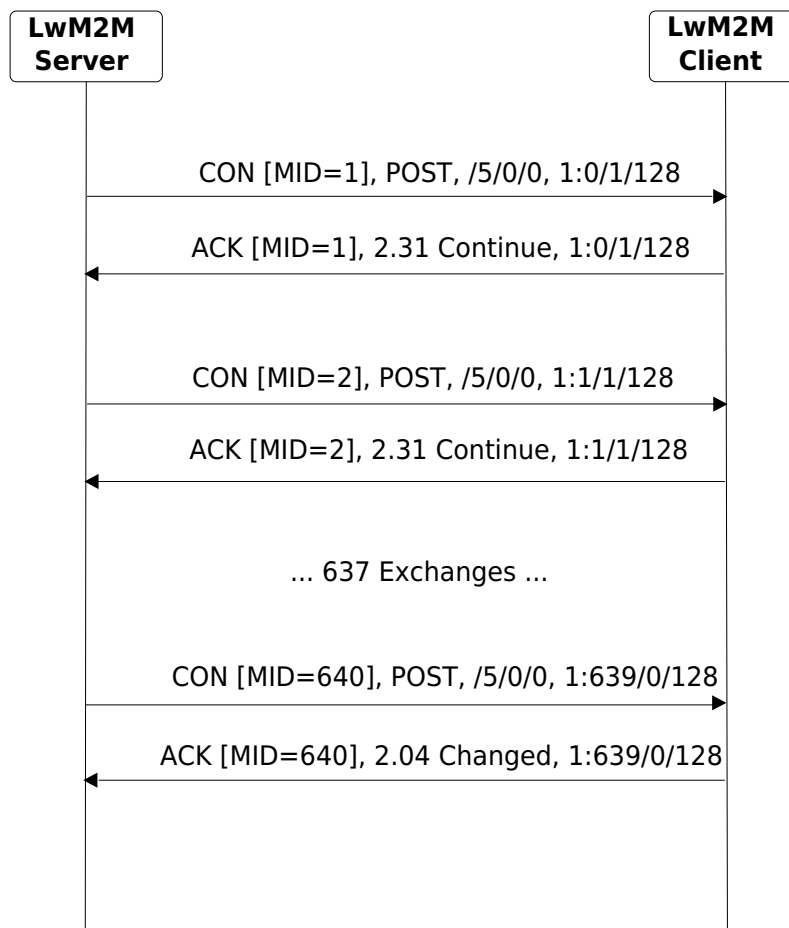 LwM2M
Server
LwM2M
Client
CON [MID=1], POST, /5/0/0, 1:0/1/128
ACK [MID=1], 2.31 Continue, 1:0/1/128
CON [MID=2], POST, /5/0/0, 1:1/1/128
ACK [MID=2], 2.31 Continue, 1:1/1/128
... 637 Exchanges ...
CON [MID=640], POST, /5/0/0, 1:639/0/128
ACK [MID=640], 2.04 Changed, 1:639/0/128